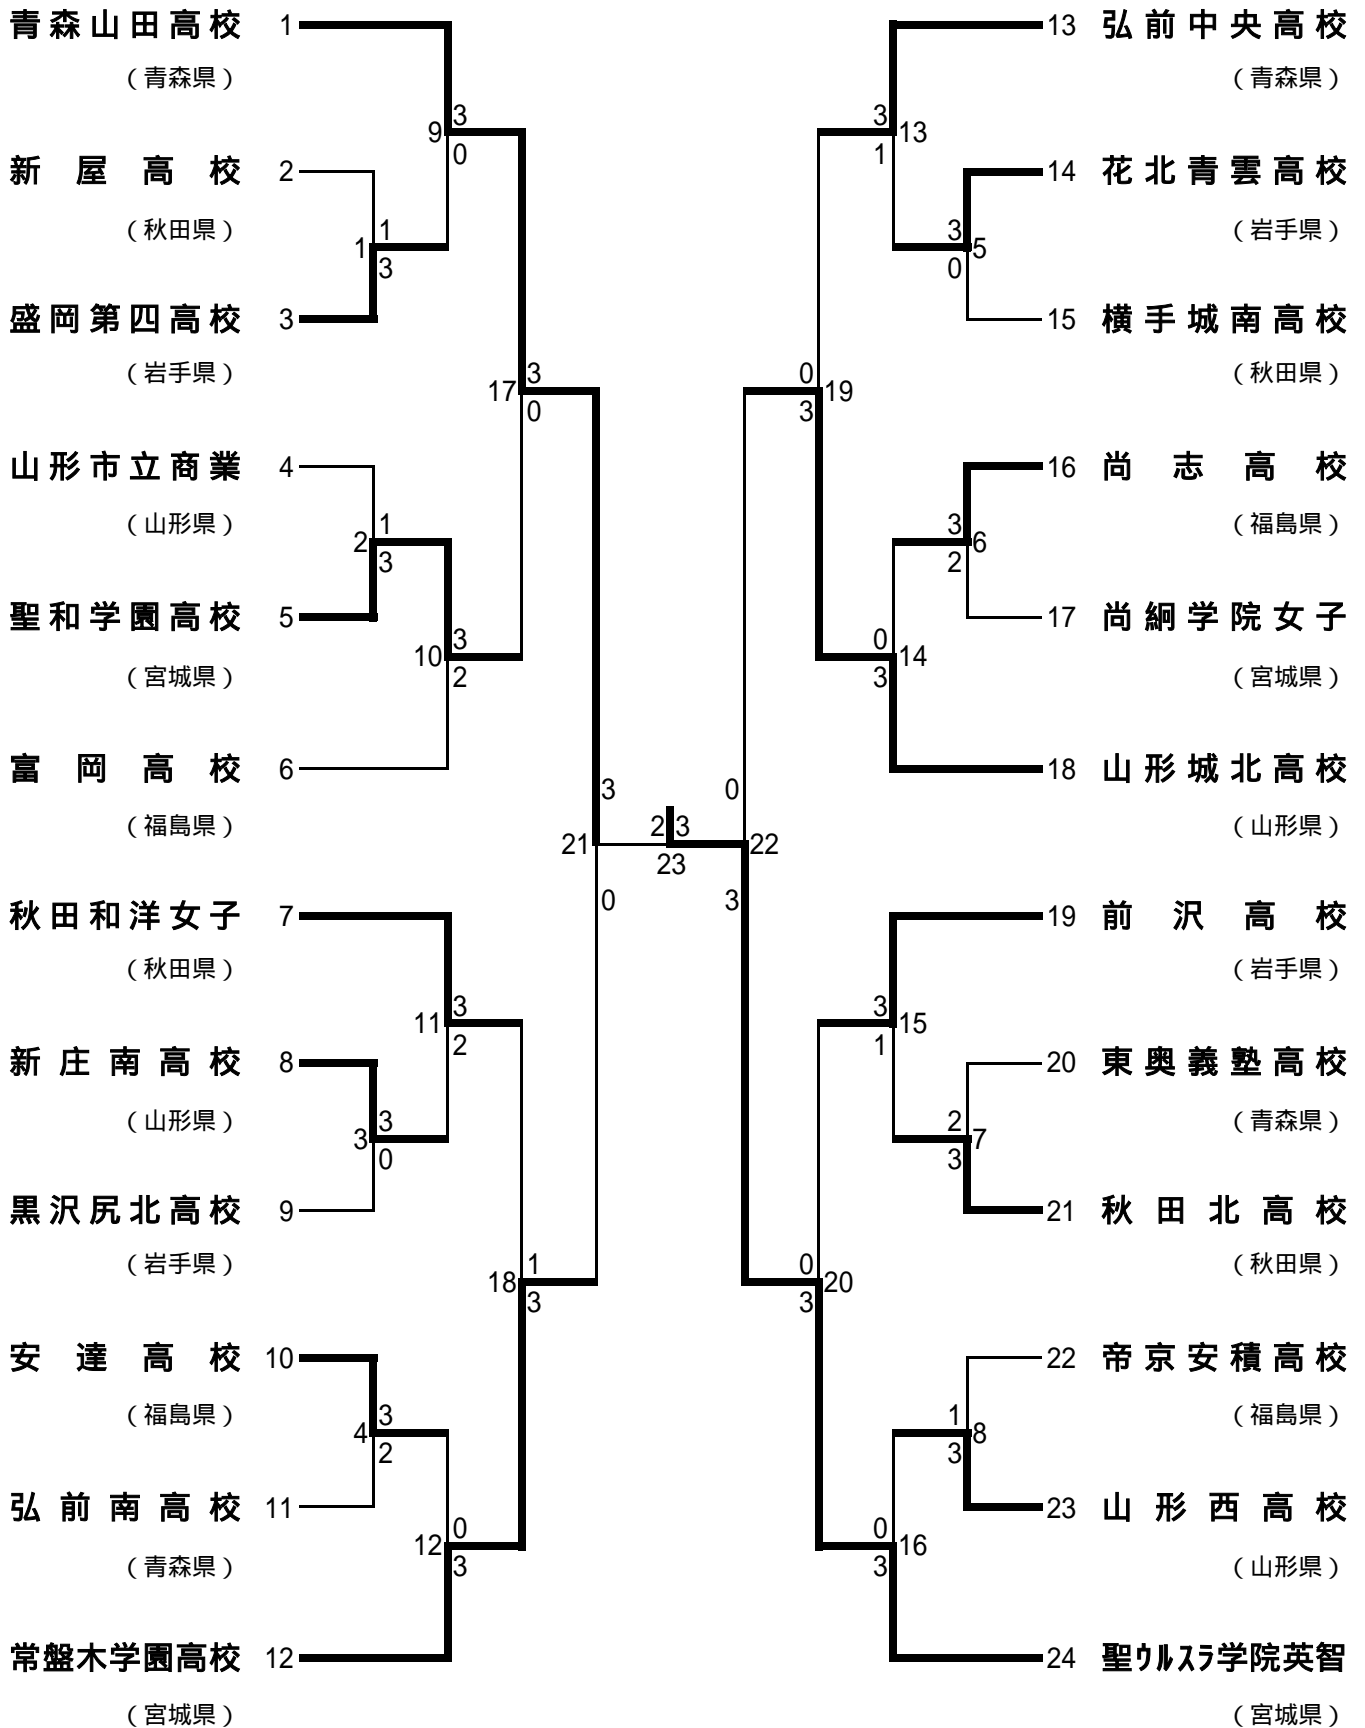 青森山田高校 1
（青森県）
3
9
0
新屋高校 2
（秋田県）
1
1
3
盛岡第四高校 3
（岩手県）
3
17
0
山形市立商業 4
（山形県）
1
2
3
聖和学園高校 5
（宮城県）
3
10
2
富岡高校 6
（福島県）
3
21
0
秋田和洋女子 7
（秋田県）
3
11
2
新庄南高校 8
（山形県）
3
3
0
黒沢尻北高校 9
（岩手県）
1
18
3
安達高校 10
（福島県）
3
4
2
弘前南高校 11
（青森県）
0
12
3
常盤木学園高校 12
（宮城県）
2 3
23
13 弘前中央高校
（青森県）
3
13
1
14 花北青雲高校
（岩手県）
3
5
0
15 横手城南高校
（秋田県）
0
19
3
16 尚志高校
（福島県）
3
6
2
17 尚絅学院女子
（宮城県）
0
14
3
18 山形城北高校
（山形県）
0
22
3
19 前沢高校
（岩手県）
3
15
1
20 東奥義塾高校
（青森県）
2
7
3
21 秋田北高校
（秋田県）
0
20
3
22 帝京安積高校
（福島県）
1
8
3
23 山形西高校
（山形県）
0
16
3
24 聖ｳﾙｽﾗ学院英智
（宮城県）